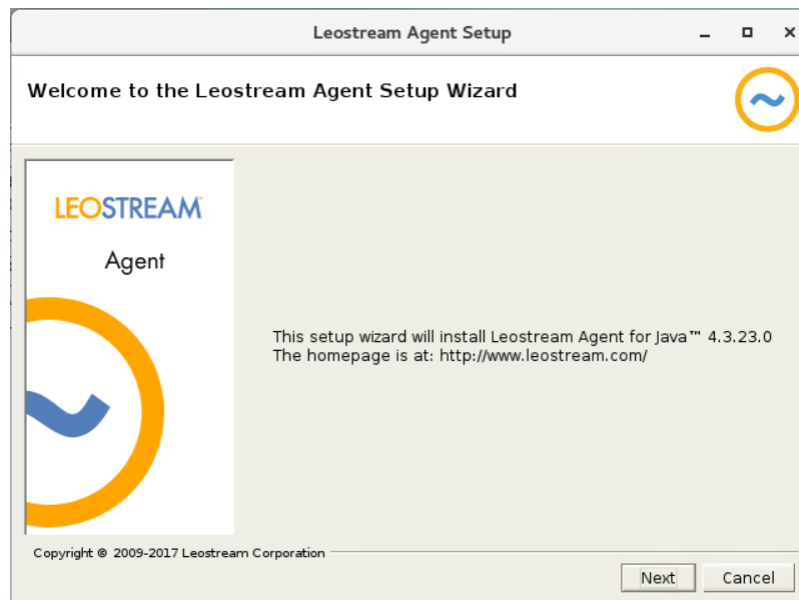 Leostream Agent Setup
Welcome to the Leostream Agent Setup Wizard
LEOSTREAM™
Agent
This setup wizard will install Leostream Agent for Java™ 4.3.23.0
The homepage is at: http://www.leostream.com/
Copyright © 2009-2017 Leostream Corporation
Next
Cancel